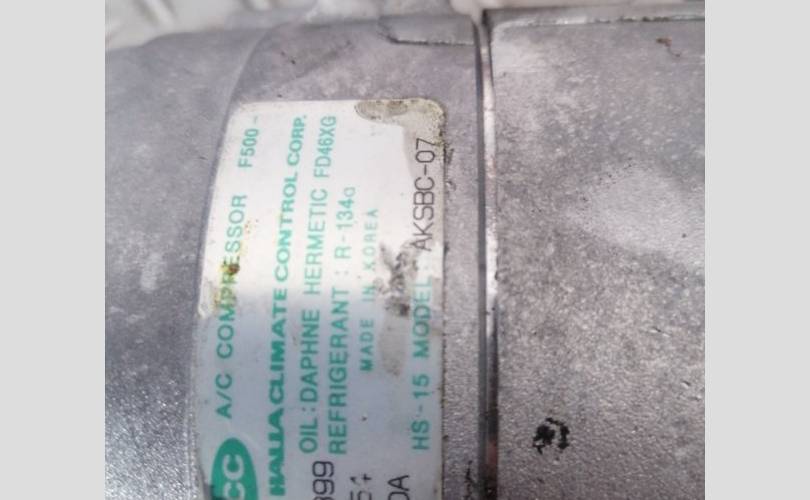 A/C COMPRESSOR F500-
HALLA CLIMATE CONTROL CORP.
OIL : DAPHNE HERMETIC FD46XG
REFRIGERANT : R-134a
MADE IN KOREA
HS-15 MODEL : AKSBC-07
CC